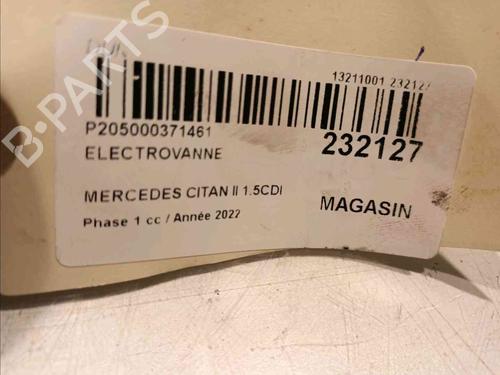 13211001 232127
P205000371461
232127
ELECTROVANNE
MERCEDES CITAN II 1.5CDI
Phase 1 cc / Année 2022
MAGASIN
B-PARTS